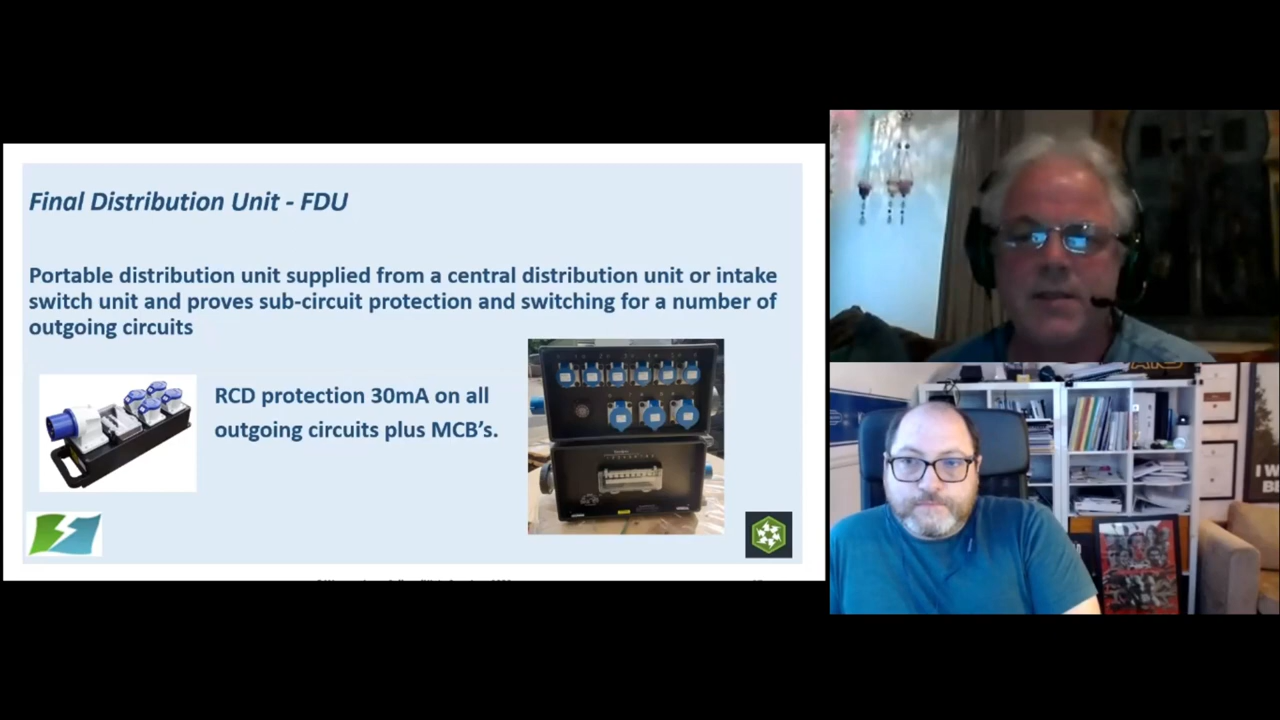 Final Distribution Unit - FDU
Portable distribution unit supplied from a central distribution unit or intake
switch unit and proves sub-circuit protection and switching for a number of
outgoing circuits
RCD protection 30mA on all
outgoing circuits plus MCB's.
I W
BE